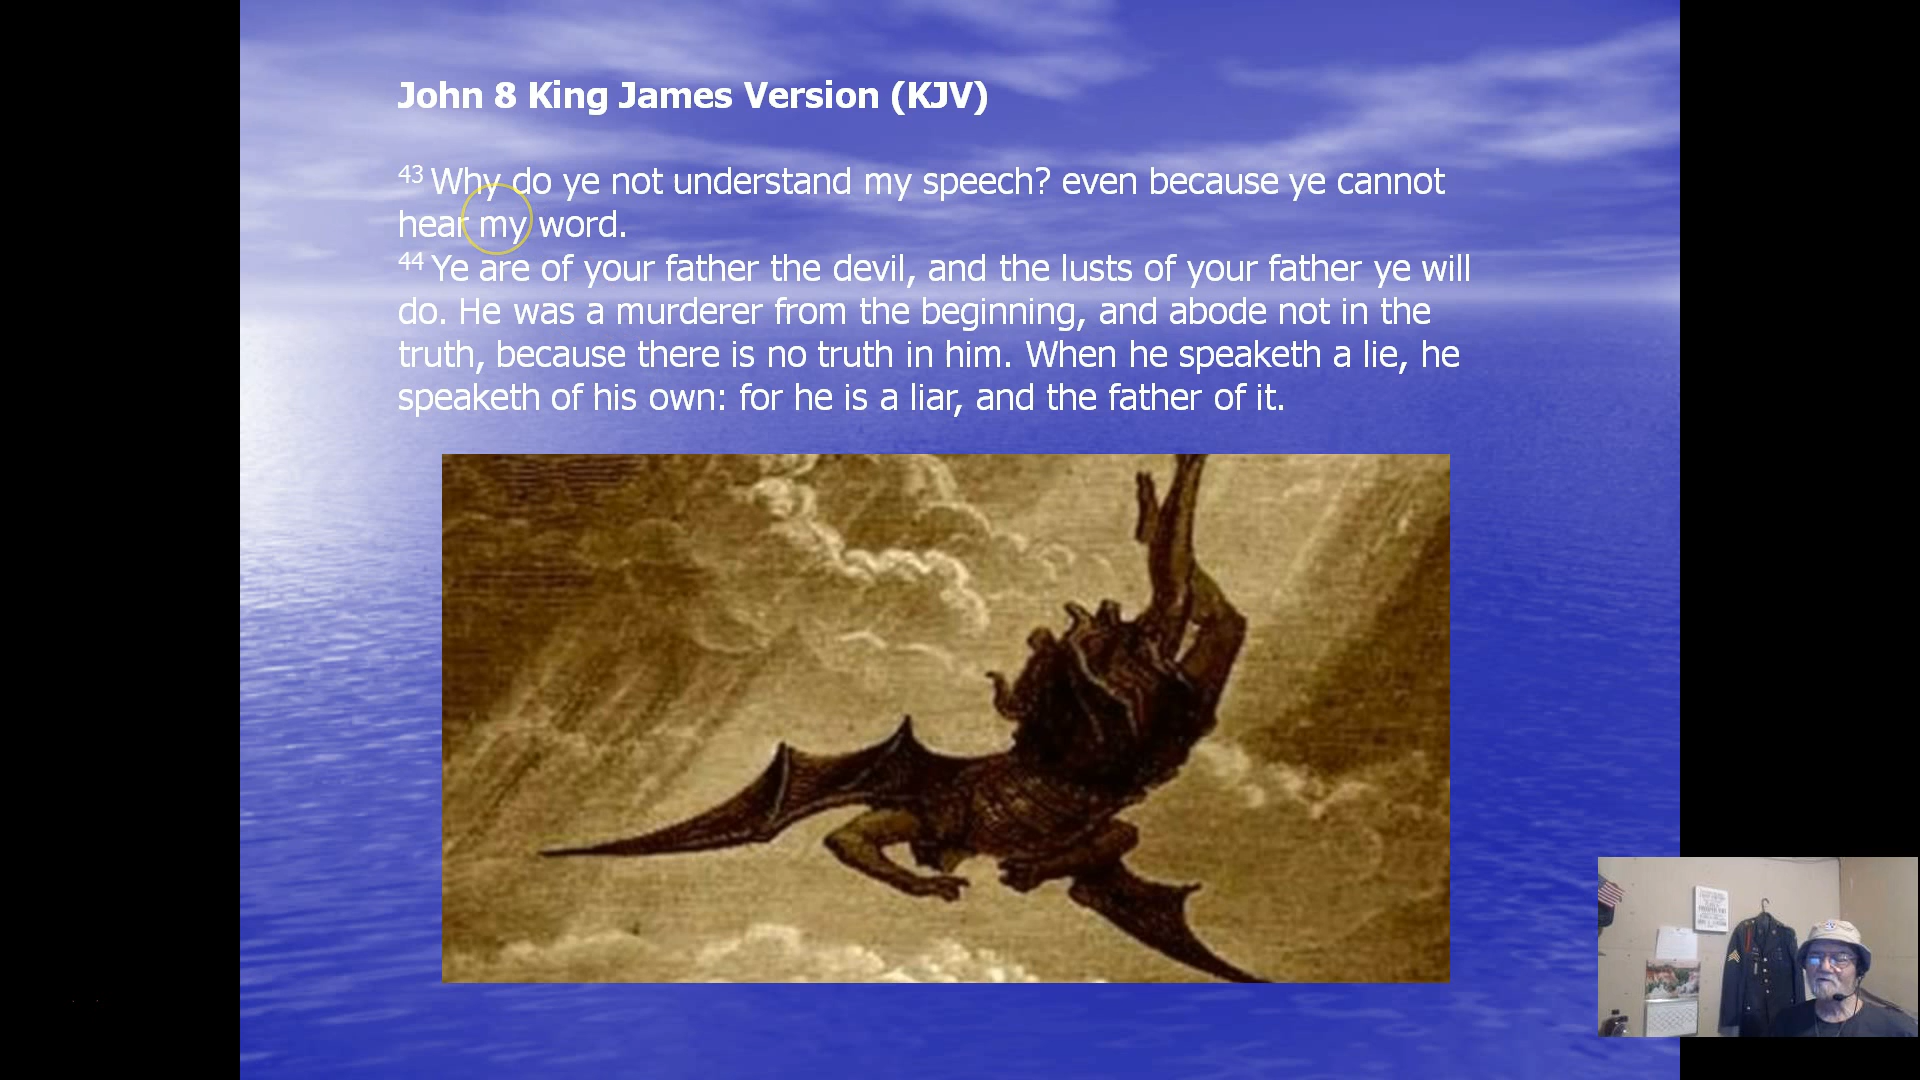 John 8 King James Version (KJV)
43 Why do ye not understand my speech? even because ye cannot
hear my word.
44 Ye are of your father the devil, and the lusts of your father ye will
do. He was a murderer from the beginning, and abode not in the
truth, because there is no truth in him. When he speaketh a lie, he
speaketh of his own: for he is a liar, and the father of it.